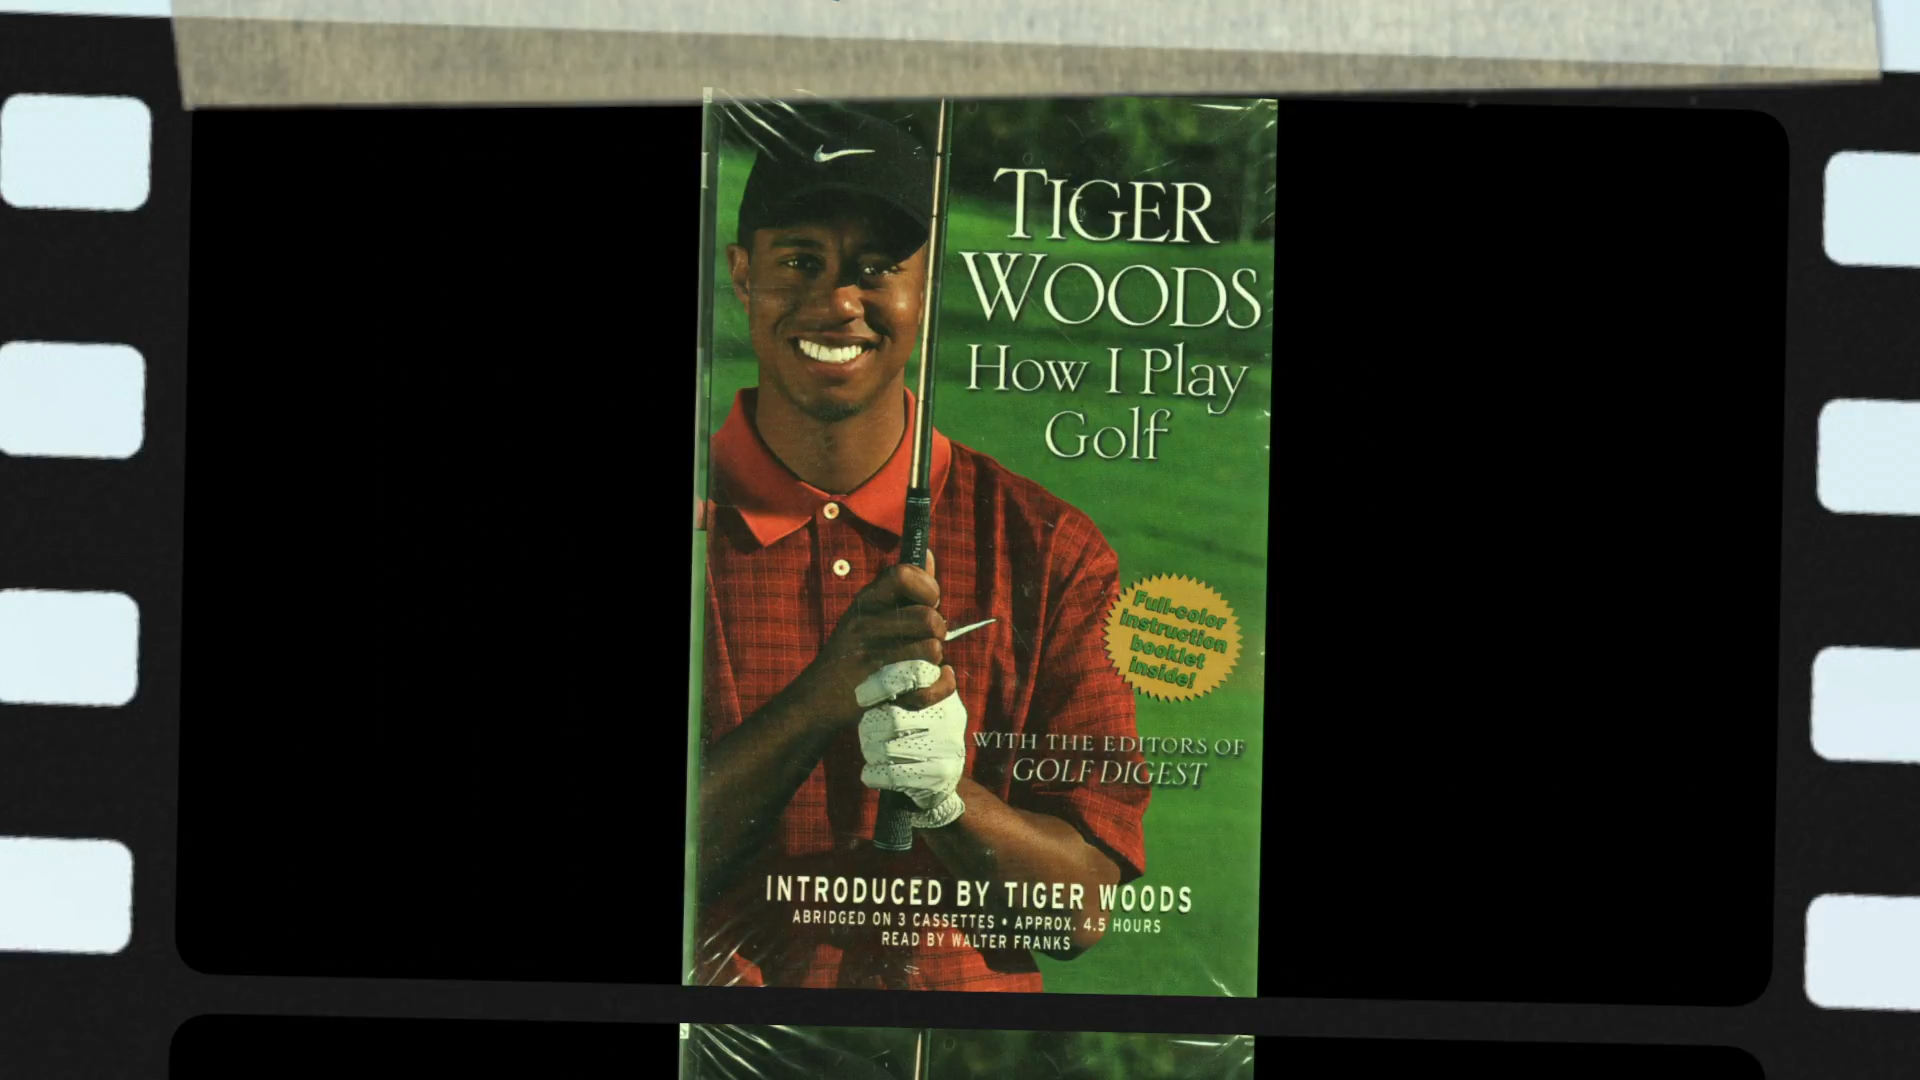 TIGER
WOODS
How I Play
Golf
Pride
Full-color
instruction
booklet
inside!
WITH THE EDITORS OF
GOLF DIGEST
INTRODUCED BY TIGER WOODS
ABRIDGED ON 3 CASSETTES • APPROX. 4.5 HOURS
READ BY WALTER FRANKS